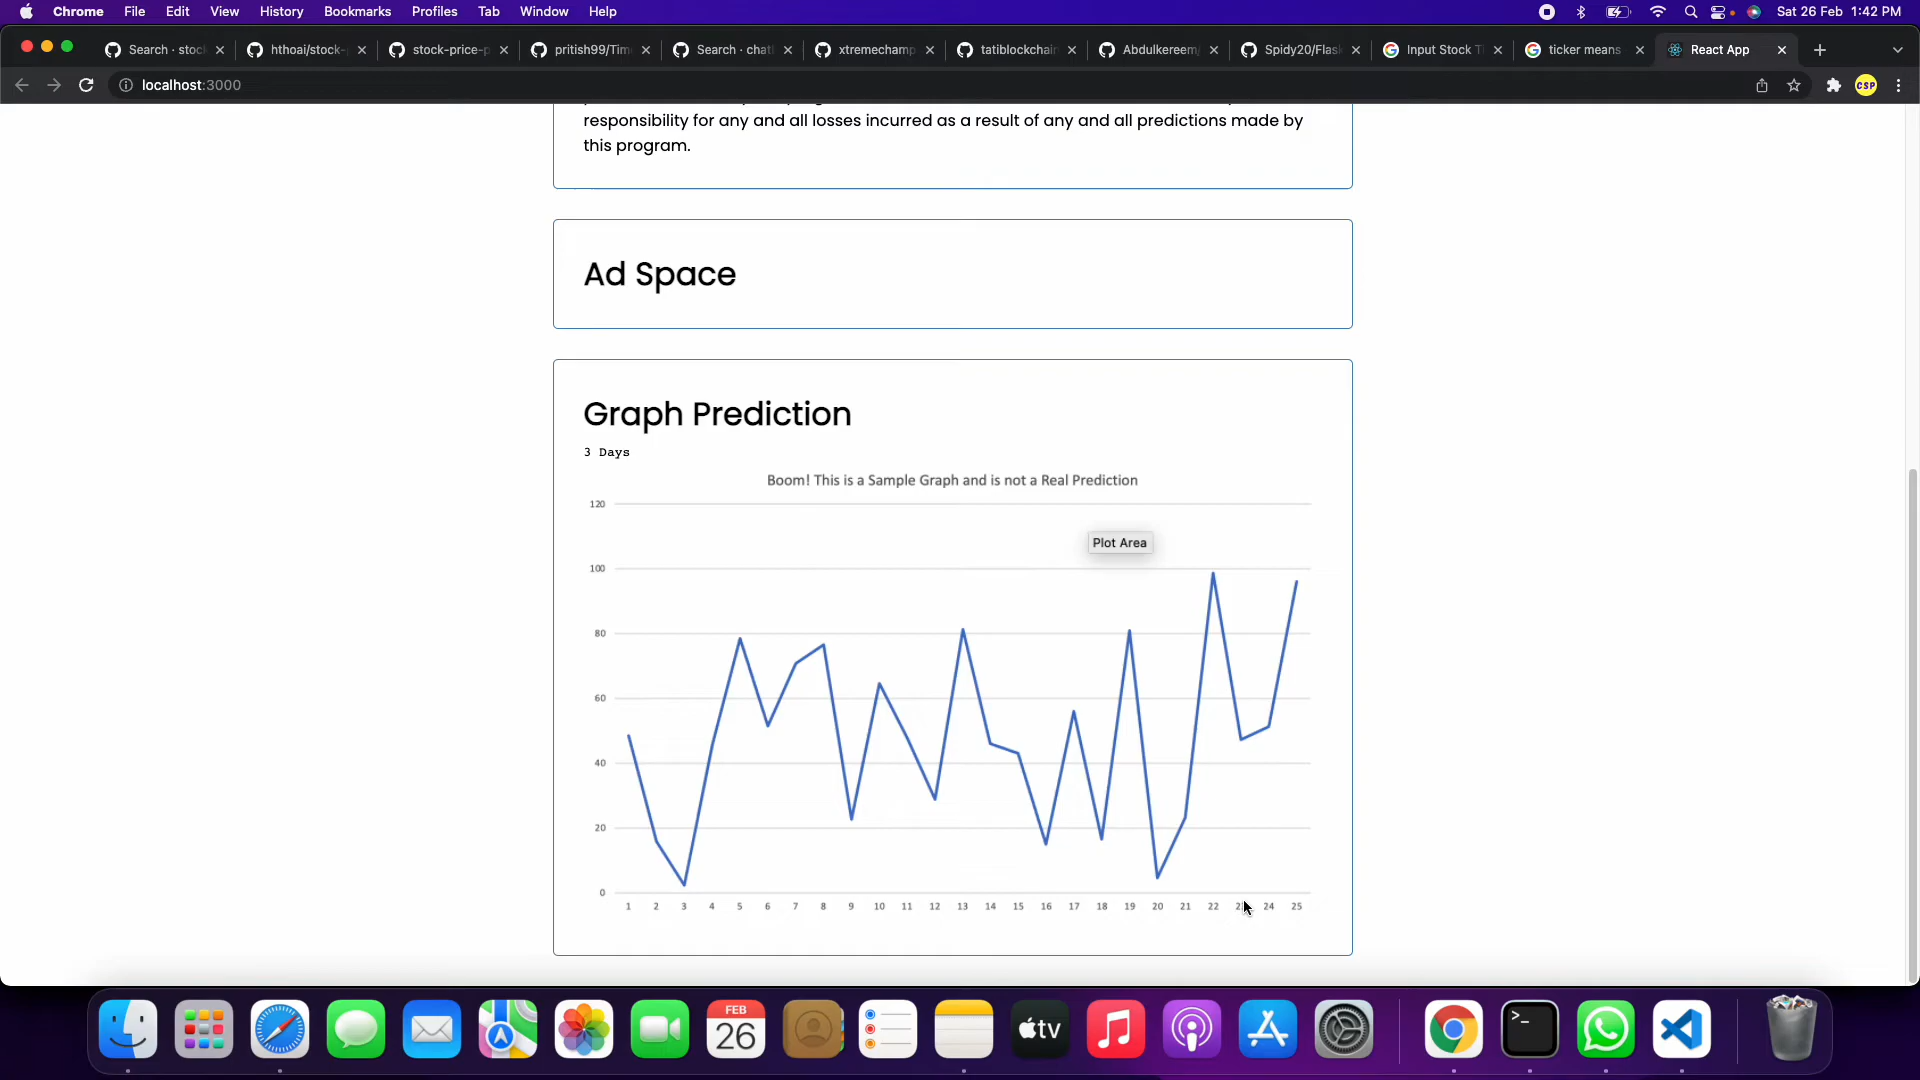 Chrome File Edit View History Bookmarks Profiles Tab Window Help Sat 26 Feb 1:42 PM
Search · stoc hthoai/stock- stock-price-p pritish99/Tim Search · chatl xtremechamp tatiblockchain Abdulkereem, Spidy20/Flas Input Stock Ti ticker means React App
localhost:3000 CSP
responsibility for any and all losses incurred as a result of any and all predictions made by
this program.
Ad Space
Graph Prediction
3 Days
Boom! This is a Sample Graph and is not a Real Prediction
120
Plot Area
100
80
60
40
20
0
1 2 3 4 5 6 7 8 9 10 11 12 13 14 15 16 17 18 19 20 21 22 24 25
FEB
26
tv
>_